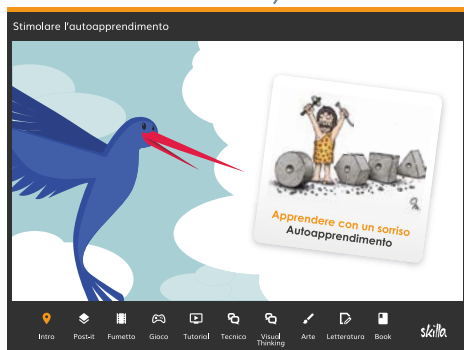 Stimolare l'autoapprendimento
Apprendere con un sorriso
Autoapprendimento
Intro
Post-it
Fumetto
Gioco
Tutorial
Tecnica
Visual
Thinking
Arte
Letteratura
Book
skilla